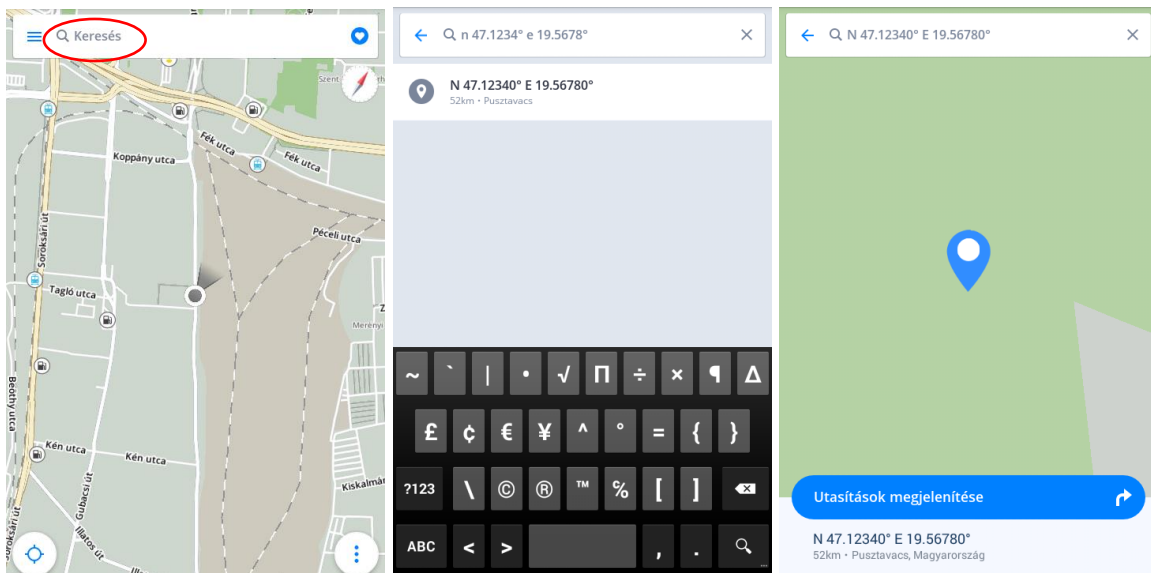 Keresés
Szent
Fék utca
Fék utca
Koppány utca
Péceli utca
Soroksári út
Tagló utca
Merényi
Beöthy utca
Kén utca
Kén utca
Gubacsi út
Kiskalmár
Illatos út
n 47.1234° e 19.5678°
N 47.12340° E 19.56780°
52km • Pusztavacs
~ ` | • √ Π ÷ × ¶ Δ
£ ¢ € ¥ ^ ° = { }
?123 \ © ® ™ % [ ]
ABC < > , . ...
N 47.12340° E 19.56780°
Utasítások megjelenítése
N 47.12340° E 19.56780°
52km • Pusztavacs, Magyarország